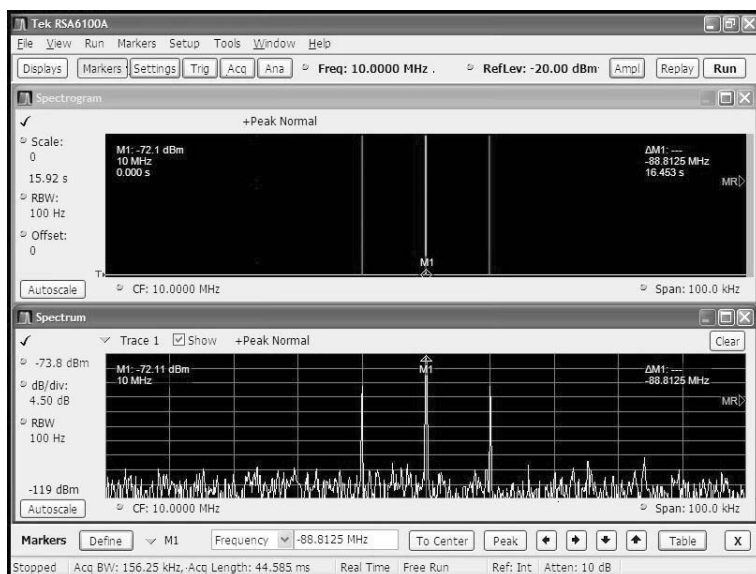 Tek RSA6100A
File View Run Markers Setup Tools Window Help
Displays Markers Settings Trig Acq Ana Freq: 10.0000 MHz . RefLev: -20.00 dBm Ampl Replay Run
Spectrogram
+Peak Normal
Scale:
0
15.92 s
RBW:
100 Hz
Offset:
0
Autoscale
M1: -72.1 dBm
10 MHz
0.000 s
ΔM1: ---
-88.8125 MHz
16.453 s
MR
M1
CF: 10.0000 MHz Span: 100.0 kHz
Spectrum
Trace 1 Show +Peak Normal Clear
-73.8 dBm
dB/div:
4.50 dB
RBW
100 Hz
-119 dBm
Autoscale
M1: -72.11 dBm
10 MHz
M1
ΔM1: ---
-88.8125 MHz
MR
CF: 10.0000 MHz Span: 100.0 kHz
Markers Define M1 Frequency -88.8125 MHz To Center Peak Table X
Stopped Acq BW: 156.25 kHz, Acq Length: 44.585 ms Real Time Free Run Ref: Int Atten: 10 dB